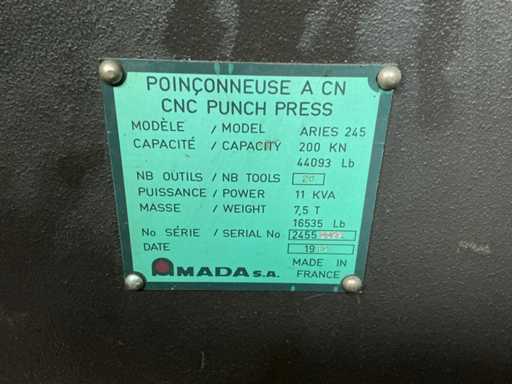 POINÇONNEUSE A CN
CNC PUNCH PRESS
MODÈLE / MODEL ARIES 245
CAPACITÉ / CAPACITY 200 KN
44093 Lb
NB OUTILS / NB TOOLS 20
PUISSANCE / POWER 11 KVA
MASSE / WEIGHT 7,5 T
16535 Lb
No SÉRIE / SERIAL No 2455
DATE 19
AMADA S.A. MADE IN
FRANCE